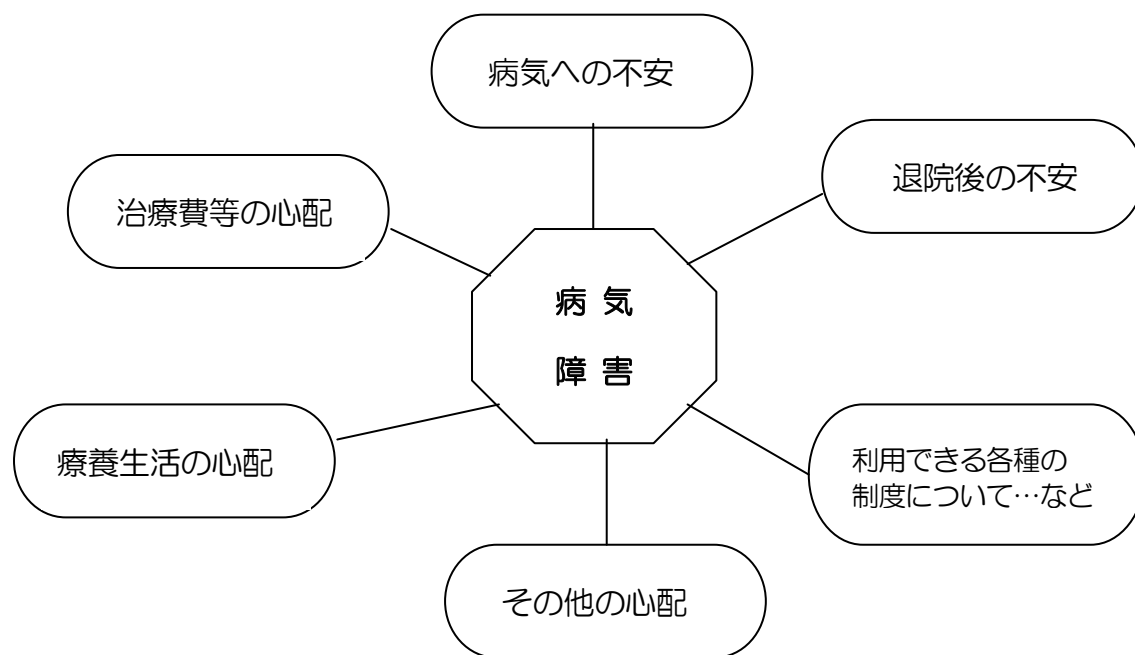 病気への不安
退院後の不安
治療費等の心配
病 気
障 害
療養生活の心配
利用できる各種の
制度について…など
その他の心配